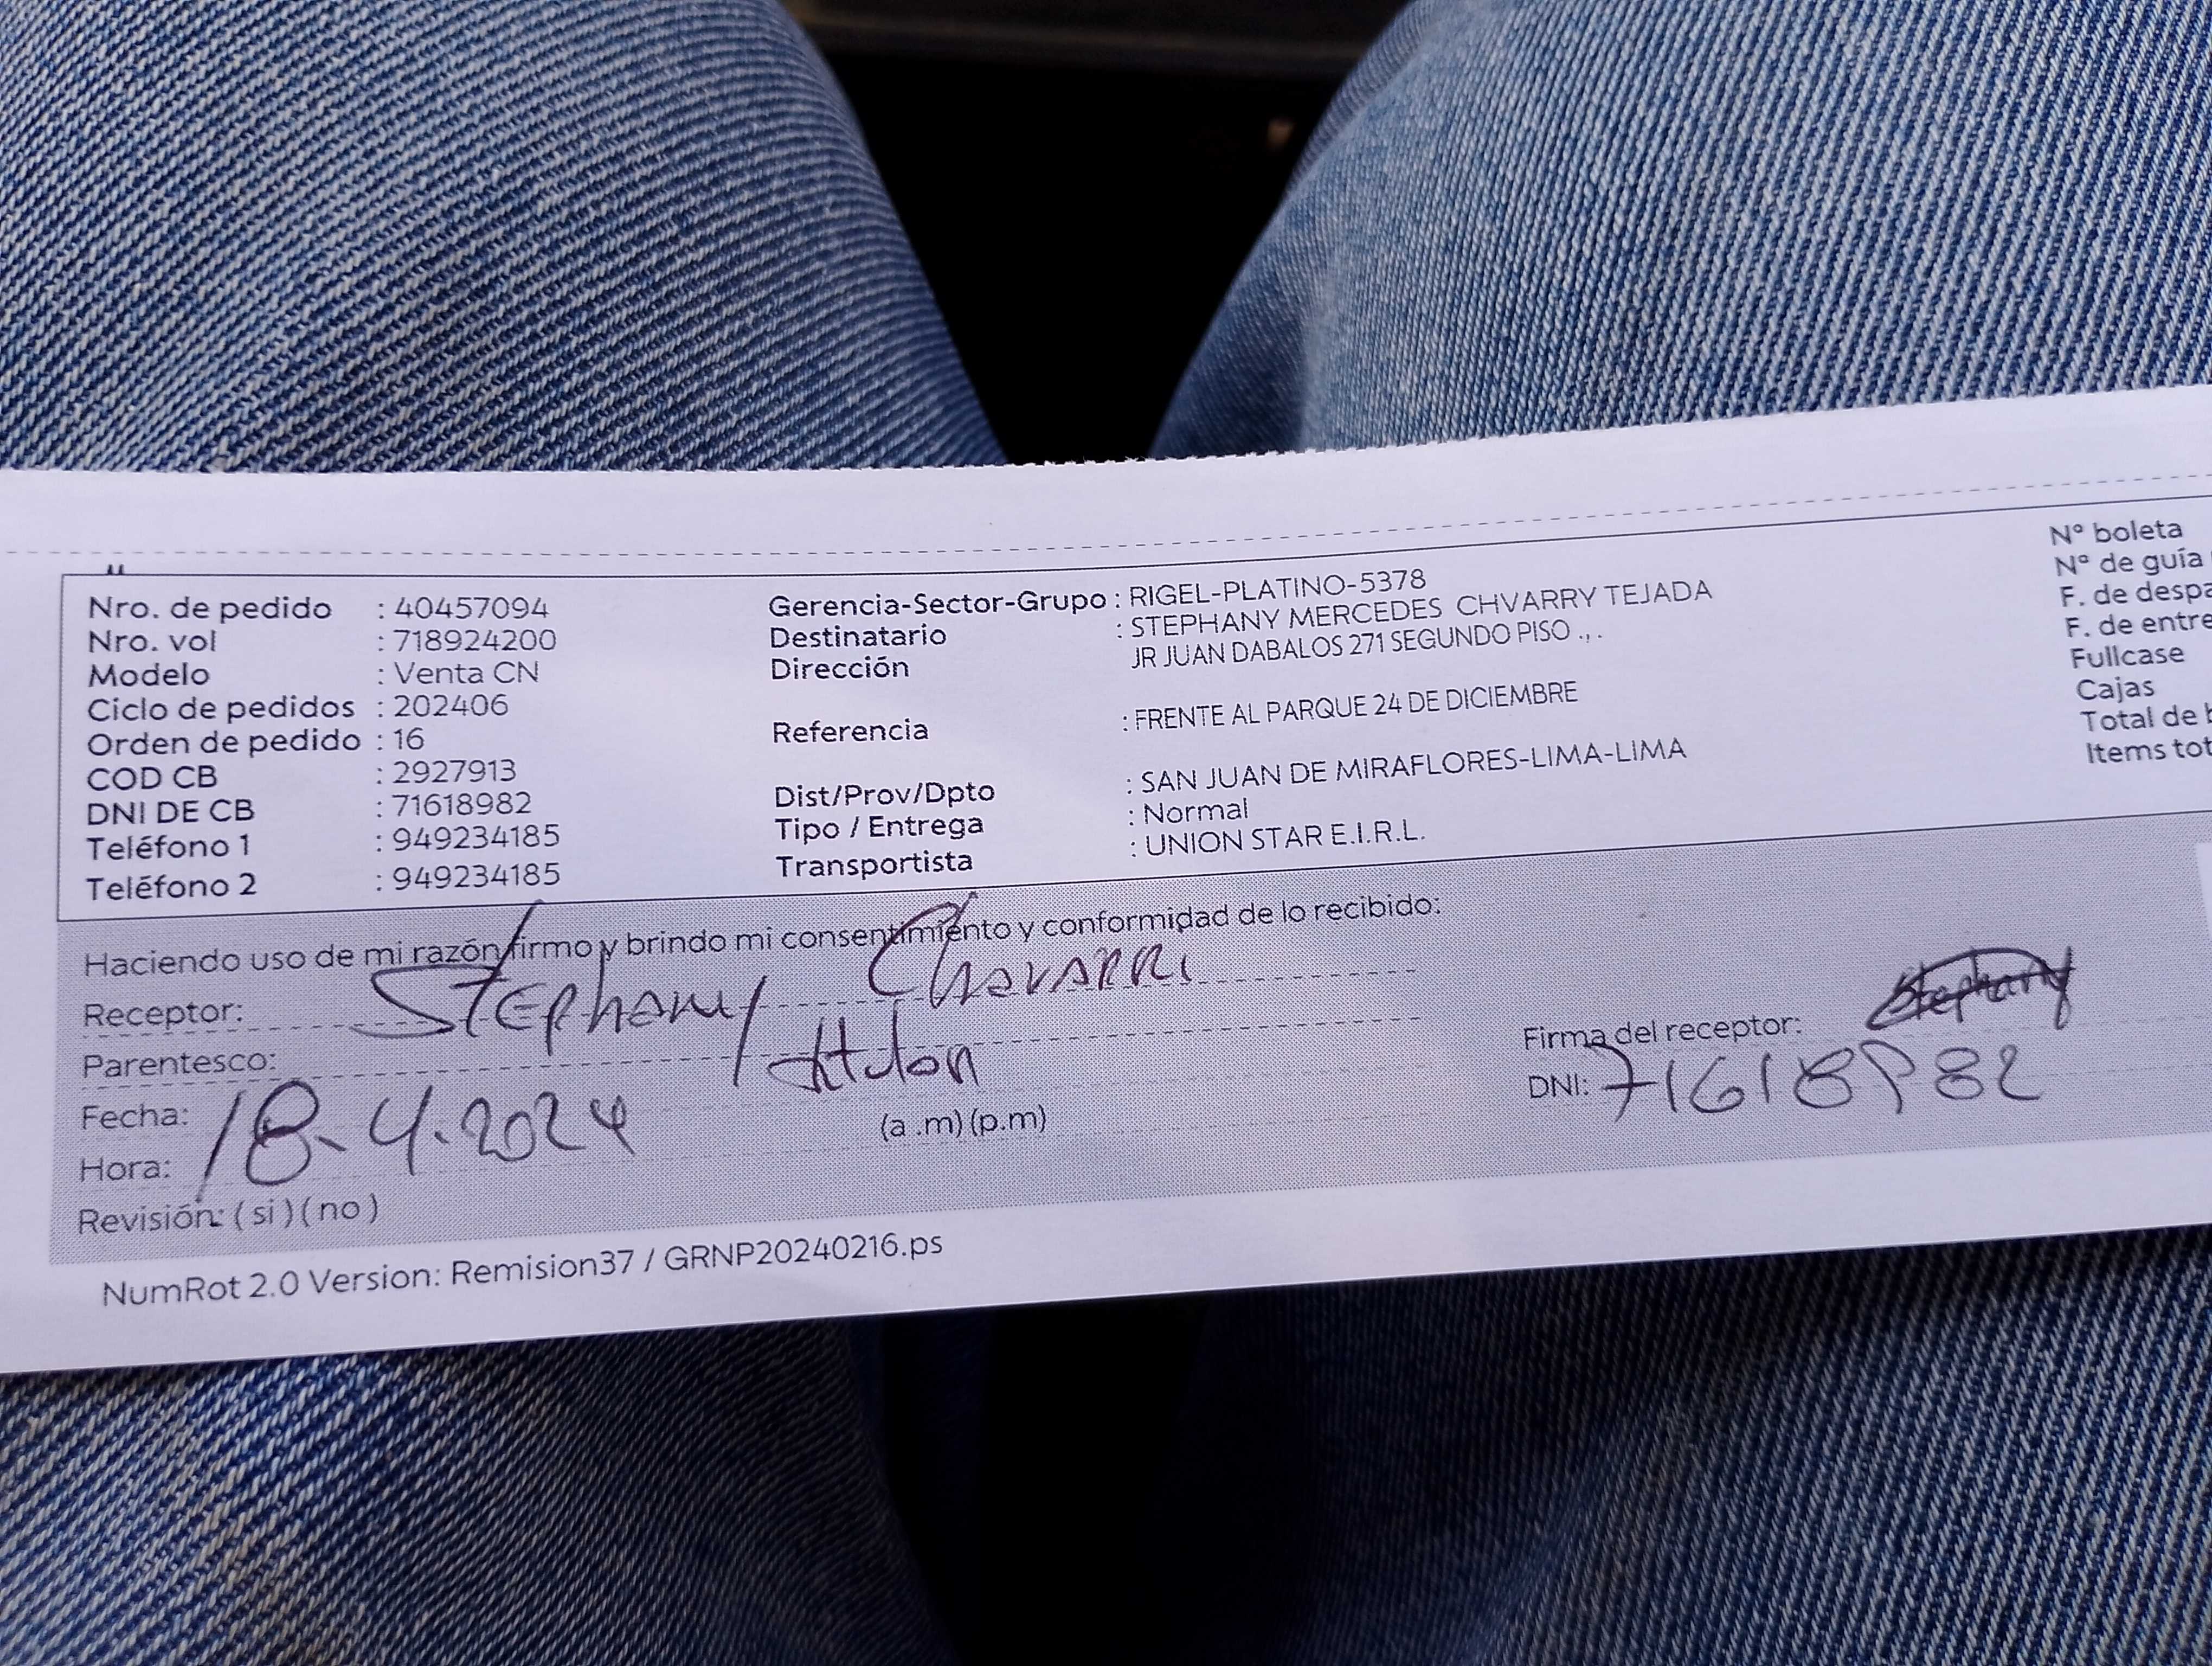 Nro. de pedido : 40457094
Nro. vol : 718924200
Modelo : Venta CN
Ciclo de pedidos : 202406
Orden de pedido : 16
COD CB : 2927913
DNI DE CB : 71618982
Teléfono 1 : 949234185
Teléfono 2 : 949234185
Gerencia-Sector-Grupo : RIGEL-PLATINO-5378
Destinatario : STEPHANY MERCEDES CHVARRY TEJADA
Dirección JR JUAN DABALOS 271 SEGUNDO PISO .,.
Referencia : FRENTE AL PARQUE 24 DE DICIEMBRE
Dist/Prov/Dpto : SAN JUAN DE MIRAFLORES-LIMA-LIMA
Tipo / Entrega : Normal
Transportista : UNION STAR E.I.R.L.
N° boleta
N° de guía
F. de despa
F. de entre
Fullcase
Cajas
Total de
Items tot
Haciendo uso de mi razón firmo y brindo mi consentimiento y conformidad de lo recibido:
Receptor: Stephany Chavarri
Parentesco:
Fecha: 18-4.2024
Hora: (a .m) (p.m)
Revisión: ( si ) ( no )
Firma del receptor: Stephany
DNI: 71618982
NumRot 2.0 Version: Remision37 / GRNP20240216.ps